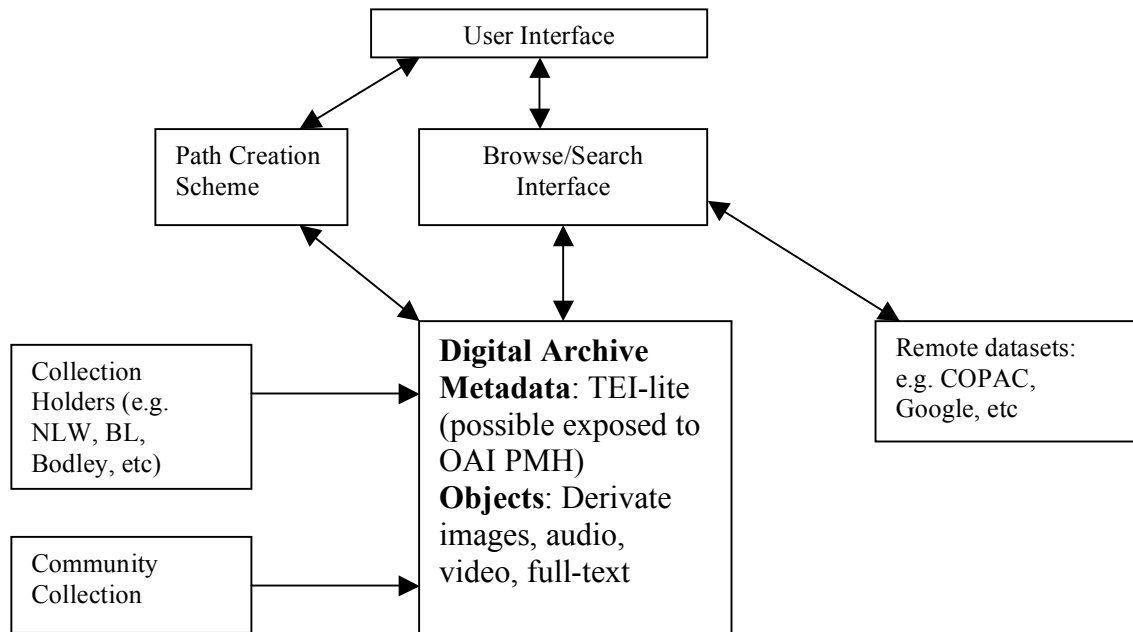 User Interface
Path Creation
Scheme
Browse/Search
Interface
Digital Archive
Metadata: TEI-lite
(possible exposed to
OAI PMH)
Objects: Derivate
images, audio,
video, full-text
Remote datasets:
e.g. COPAC,
Google, etc
Collection
Holders (e.g.
NLW, BL,
Bodley, etc)
Community
Collection